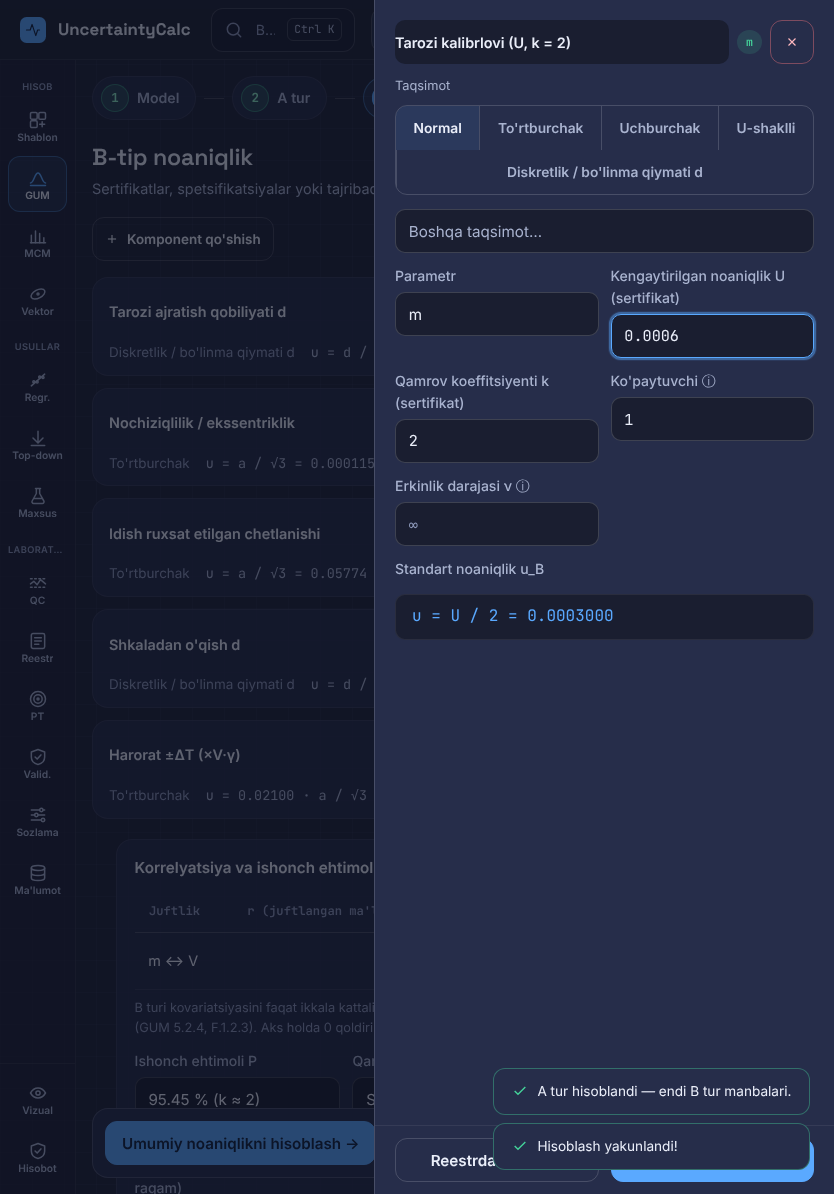 UncertaintyCalc
B...
Ctrl K
HISOB
Shablon
GUM
MCM
Vektor
USULLAR
Regr.
Top-down
Maxsus
LABORAT...
QC
Reestr
PT
Valid.
Sozlama
Ma'lumot
Vizual
Hisobot
1 Model
2 A tur
B-tip noaniqlik
Sertifikatlar, spetsifikatsiyalar yoki tajribad
+ Komponent qo'shish
Tarozi ajratish qobiliyati d
Diskretlik / bo'linma qiymati d u = d /
Nochiziqlilik / ekssentriklik
To'rtburchak u = a / √3 = 0.000115
Idish ruxsat etilgan chetlanishi
To'rtburchak u = a / √3 = 0.05774
Shkaladan o'qish d
Diskretlik / bo'linma qiymati d u = d /
Harorat ±ΔT (×V·γ)
To'rtburchak u = 0.02100 · a / √3
Korrelyatsiya va ishonch ehtimol
Juftlik r (juftlangan ma'l
m ↔ V
B turi kovariatsiyasini faqat ikkala kattali
(GUM 5.2.4, F.1.2.3). Aks holda 0 qoldiri
Ishonch ehtimoli P Qa
95.45 % (k ≈ 2) S
Umumiy noaniqlikni hisoblash →
raqam)
Tarozi kalibrlovi (U, k = 2)
m
×
Taqsimot
Normal
To'rtburchak
Uchburchak
U-shaklli
Diskretlik / bo'linma qiymati d
Boshqa taqsimot...
Parametr
m
Kengaytirilgan noaniqlik U
(sertifikat)
0.0006
Qamrov koeffitsiyenti k
(sertifikat)
2
Ko'paytuvchi ⓘ
1
Erkinlik darajasi ν ⓘ
∞
Standart noaniqlik u_B
u = U / 2 = 0.0003000
A tur hisoblandi — endi B tur manbalari.
Hisoblash yakunlandi!
Reestrda